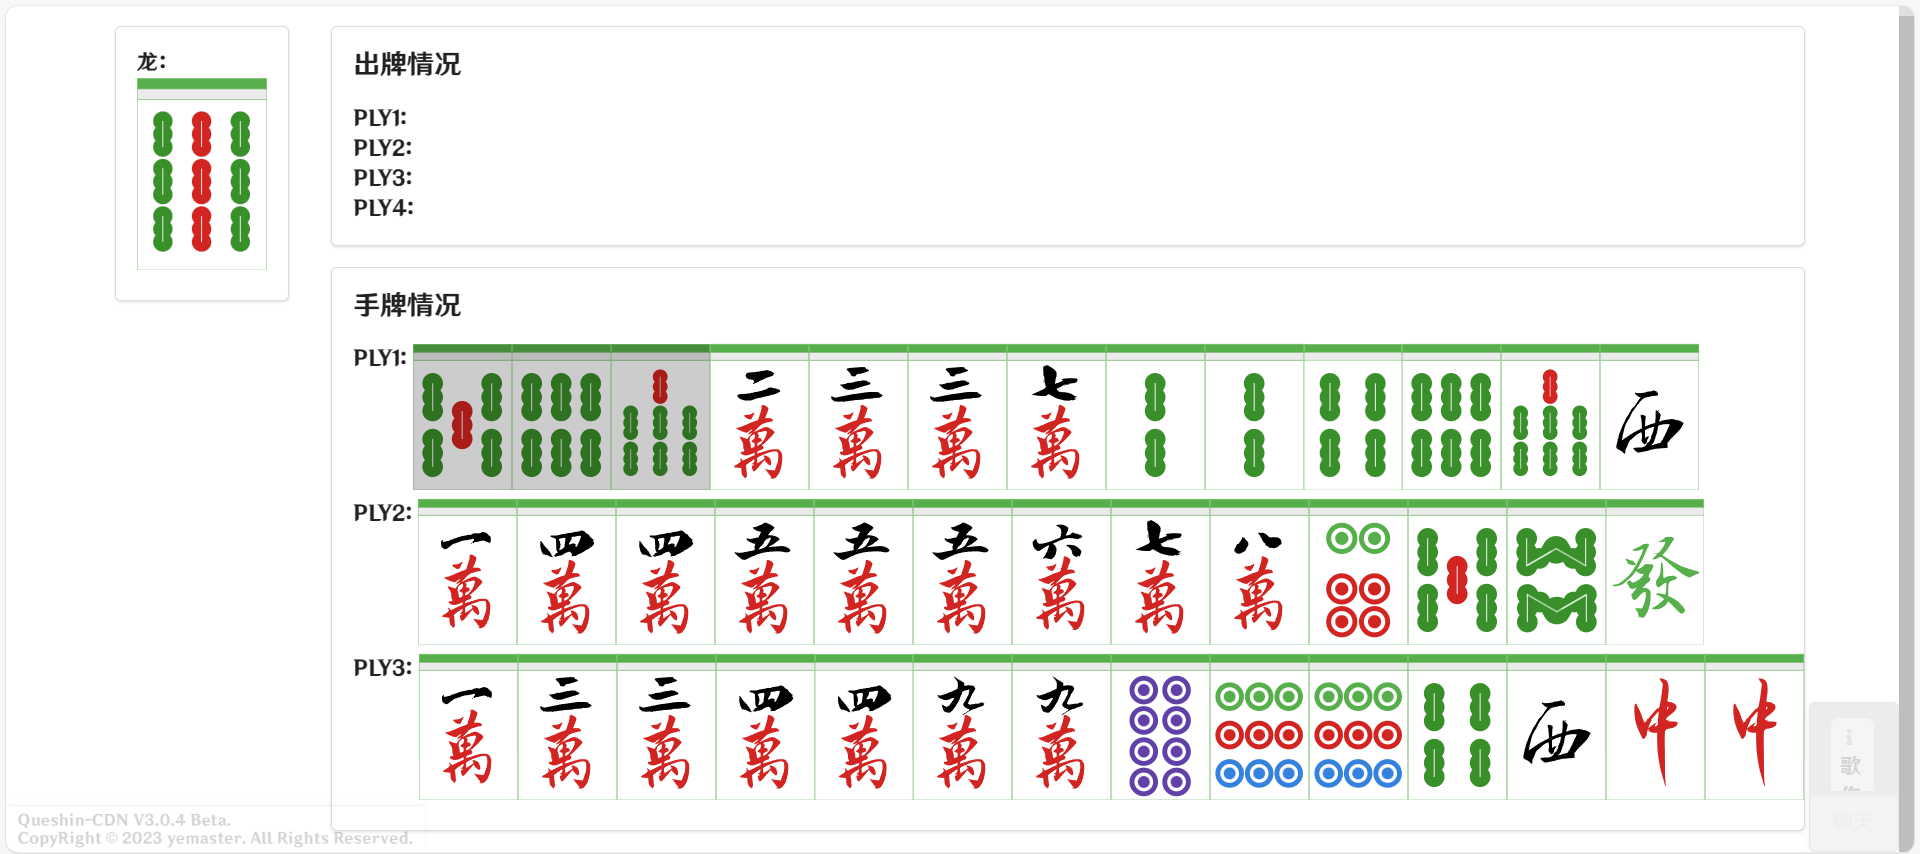 龙:
出牌情况
PLY1:
PLY2:
PLY3:
PLY4:
手牌情况
PLY1:
二萬 三萬 三萬 七萬 西
PLY2:
一萬 四萬 四萬 五萬 五萬 五萬 六萬 七萬 八萬 發
PLY3:
一萬 三萬 三萬 四萬 四萬 九萬 九萬 西 中 中
i
歌
聊天
Queshin-CDN V3.0.4 Beta.
CopyRight © 2023 yemaster. All Rights Reserved.